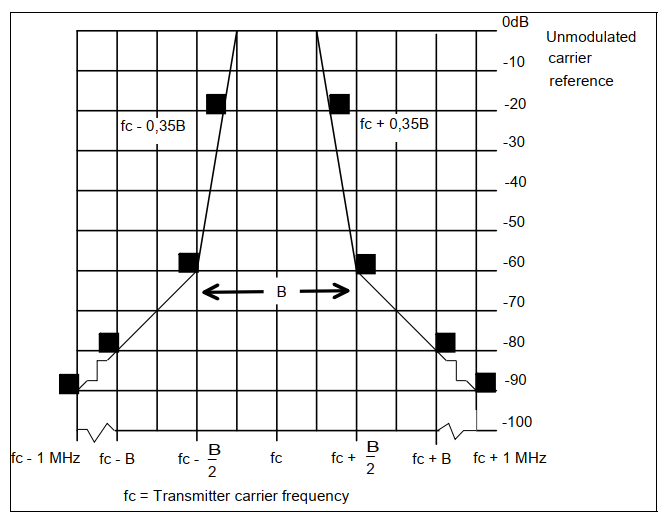 0dB
Unmodulated
carrier
reference
-10
-20
fc - 0,35B
fc + 0,35B
-30
-40
-50
-60
B
-70
-80
-90
-100
fc - 1 MHz
fc - B
fc - B/2
fc
fc + B/2
fc + B
fc + 1 MHz
fc = Transmitter carrier frequency